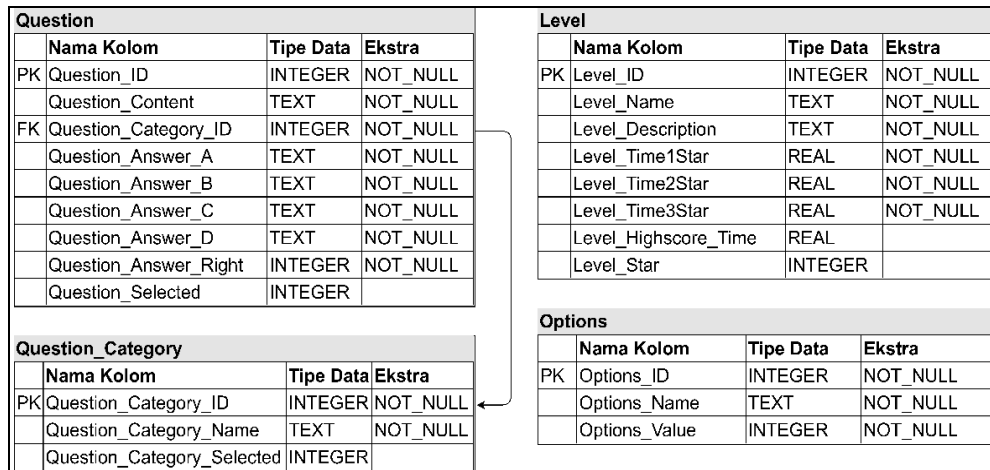 Question
Nama Kolom Tipe Data Ekstra
PK Question_ID INTEGER NOT_NULL
Question_Content TEXT NOT_NULL
FK Question_Category_ID INTEGER NOT_NULL
Question_Answer_A TEXT NOT_NULL
Question_Answer_B TEXT NOT_NULL
Question_Answer_C TEXT NOT_NULL
Question_Answer_D TEXT NOT_NULL
Question_Answer_Right INTEGER NOT_NULL
Question_Selected INTEGER
Question_Category
Nama Kolom Tipe Data Ekstra
PK Question_Category_ID INTEGER NOT_NULL
Question_Category_Name TEXT NOT_NULL
Question_Category_Selected INTEGER
Level
Nama Kolom Tipe Data Ekstra
PK Level_ID INTEGER NOT_NULL
Level_Name TEXT NOT_NULL
Level_Description TEXT NOT_NULL
Level_Time1Star REAL NOT_NULL
Level_Time2Star REAL NOT_NULL
Level_Time3Star REAL NOT_NULL
Level_Highscore_Time REAL
Level_Star INTEGER
Options
Nama Kolom Tipe Data Ekstra
PK Options_ID INTEGER NOT_NULL
Options_Name TEXT NOT_NULL
Options_Value INTEGER NOT_NULL